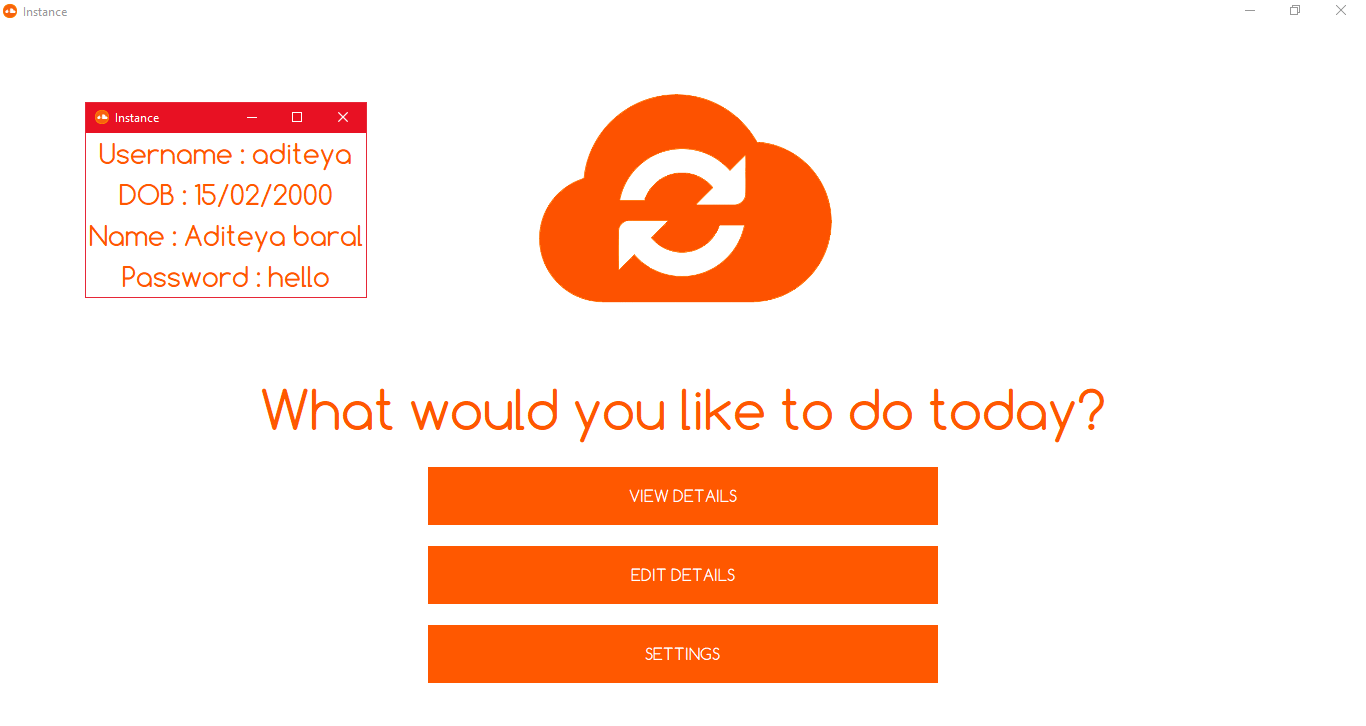 Instance
Instance
Username : aditeya
DOB : 15/02/2000
Name : Aditeya baral
Password : hello
What would you like to do today?
VIEW DETAILS
EDIT DETAILS
SETTINGS